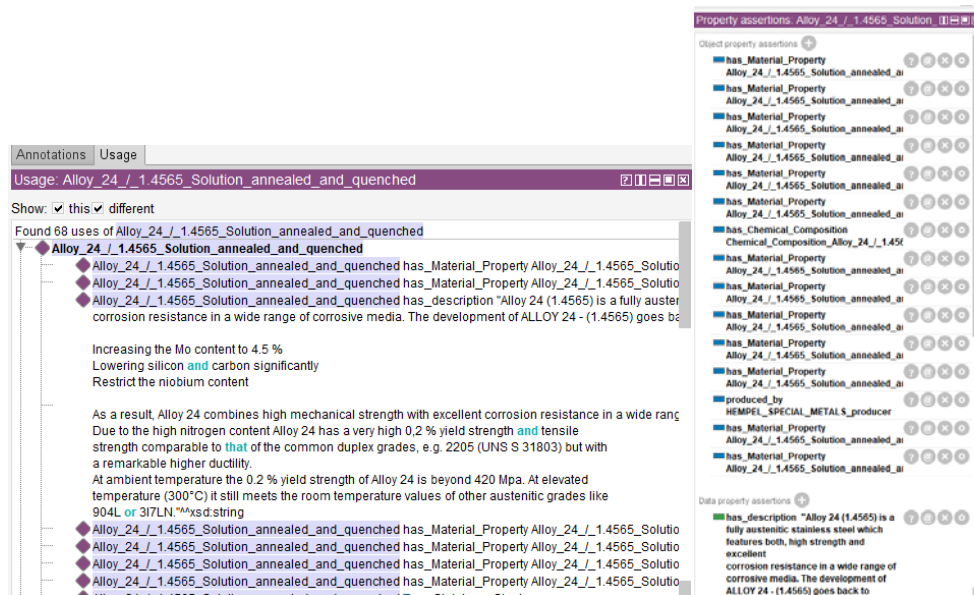 Annotations Usage
Usage: Alloy_24_/_1.4565_Solution_annealed_and_quenched
Show: this different
Found 68 uses of Alloy_24_/_1.4565_Solution_annealed_and_quenched
Alloy_24_/_1.4565_Solution_annealed_and_quenched
Alloy_24_/_1.4565_Solution_annealed_and_quenched has_Material_Property Alloy_24_/_1.4565_Solutio
Alloy_24_/_1.4565_Solution_annealed_and_quenched has_Material_Property Alloy_24_/_1.4565_Solutio
Alloy_24_/_1.4565_Solution_annealed_and_quenched has_description "Alloy 24 (1.4565) is a fully auster
corrosion resistance in a wide range of corrosive media. The development of ALLOY 24 - (1.4565) goes ba
Increasing the Mo content to 4.5 %
Lowering silicon and carbon significantly
Restrict the niobium content
As a result, Alloy 24 combines high mechanical strength with excellent corrosion resistance in a wide rang
Due to the high nitrogen content Alloy 24 has a very high 0,2 % yield strength and tensile
strength comparable to that of the common duplex grades, e.g. 2205 (UNS S 31803) but with
a remarkable higher ductility.
At ambient temperature the 0.2 % yield strength of Alloy 24 is beyond 420 Mpa. At elevated
temperature (300°C) it still meets the room temperature values of other austenitic grades like
904L or 3I7LN."^^xsd:string
Alloy_24_/_1.4565_Solution_annealed_and_quenched has_Material_Property Alloy_24_/_1.4565_Solutio
Alloy_24_/_1.4565_Solution_annealed_and_quenched has_Material_Property Alloy_24_/_1.4565_Solutio
Alloy_24_/_1.4565_Solution_annealed_and_quenched has_Material_Property Alloy_24_/_1.4565_Solutio
Alloy_24_/_1.4565_Solution_annealed_and_quenched has_Material_Property Alloy_24_/_1.4565_Solutio
Property assertions: Alloy_24_/_1.4565_Solution_
Object property assertions
has_Material_Property
Alloy_24_/_1.4565_Solution_annealed_a
has_Material_Property
Alloy_24_/_1.4565_Solution_annealed_a
has_Material_Property
Alloy_24_/_1.4565_Solution_annealed_a
has_Material_Property
Alloy_24_/_1.4565_Solution_annealed_a
has_Material_Property
Alloy_24_/_1.4565_Solution_annealed_a
has_Material_Property
Alloy_24_/_1.4565_Solution_annealed_a
has_Chemical_Composition
Chemical_Composition_Alloy_24_/_1.456
has_Material_Property
Alloy_24_/_1.4565_Solution_annealed_a
has_Material_Property
Alloy_24_/_1.4565_Solution_annealed_a
has_Material_Property
Alloy_24_/_1.4565_Solution_annealed_a
has_Material_Property
Alloy_24_/_1.4565_Solution_annealed_a
has_Material_Property
Alloy_24_/_1.4565_Solution_annealed_a
produced_by
HEMPEL_SPECIAL_METALS_producer
has_Material_Property
Alloy_24_/_1.4565_Solution_annealed_a
has_Material_Property
Alloy_24_/_1.4565_Solution_annealed_a
Data property assertions
has_description "Alloy 24 (1.4565) is a
fully austenitic stainless steel which
features both, high strength and
excellent
corrosion resistance in a wide range of
corrosive media. The development of
ALLOY 24 - (1.4565) goes back to